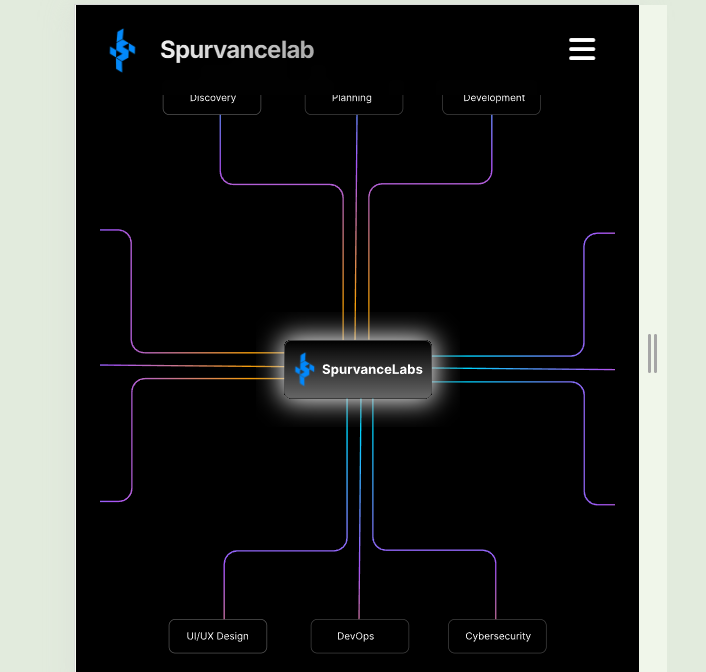 Spurvancelab
Discovery
Planning
Development
SpurvanceLabs
UI/UX Design
DevOps
Cybersecurity